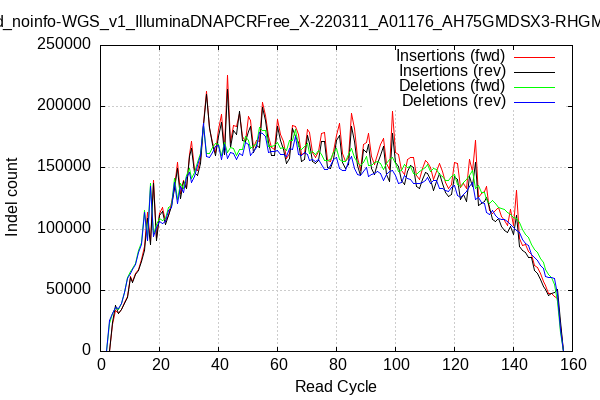 d_noinfo-WGS_v1_IlluminaDNAPCRFree_X-220311_A01176_AH75GMDSX3-RHGM
250000
200000
150000
100000
50000
0
Indel count
Insertions (fwd)
Insertions (rev)
Deletions (fwd)
Deletions (rev)
0 20 40 60 80 100 120 140 160
Read Cycle